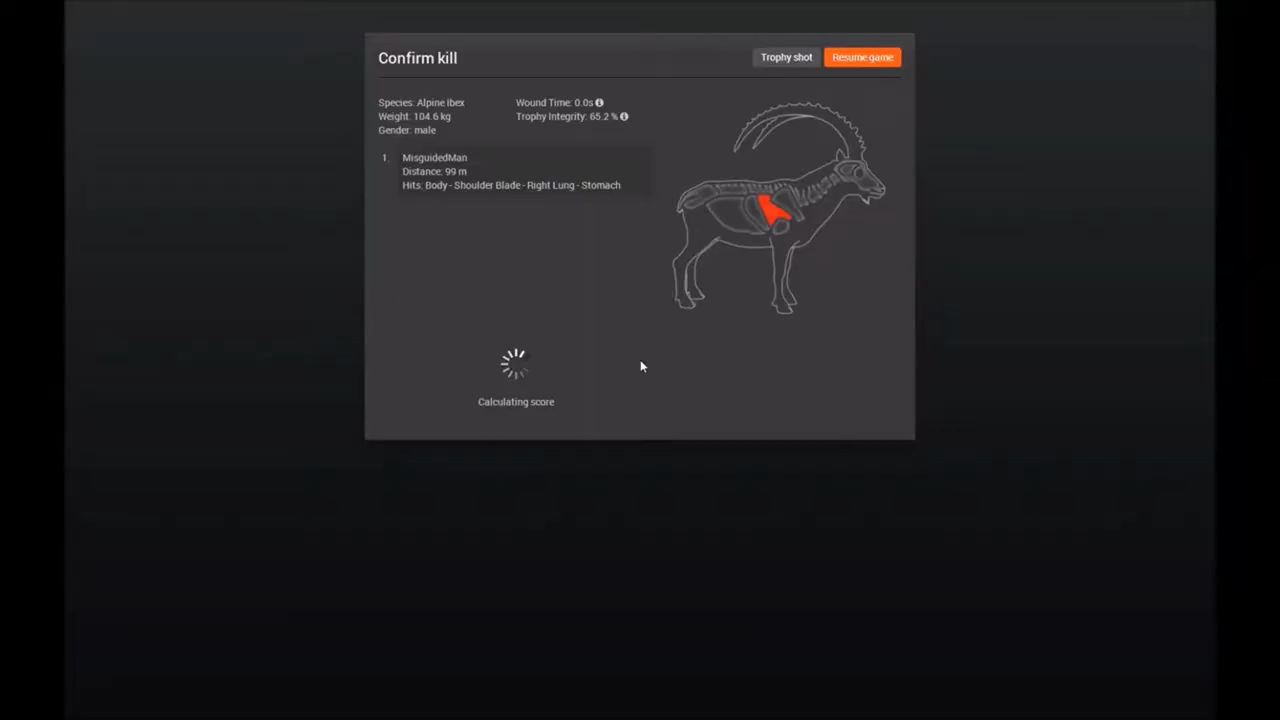 Confirm kill
Trophy shot
Resume game
Species: Alpine Ibex
Weight: 104.6 kg
Gender: male
Wound Time: 0.0s
Trophy Integrity: 65.2 %
1. MisguidedMan
Distance: 99 m
Hits: Body - Shoulder Blade - Right Lung - Stomach
Calculating score